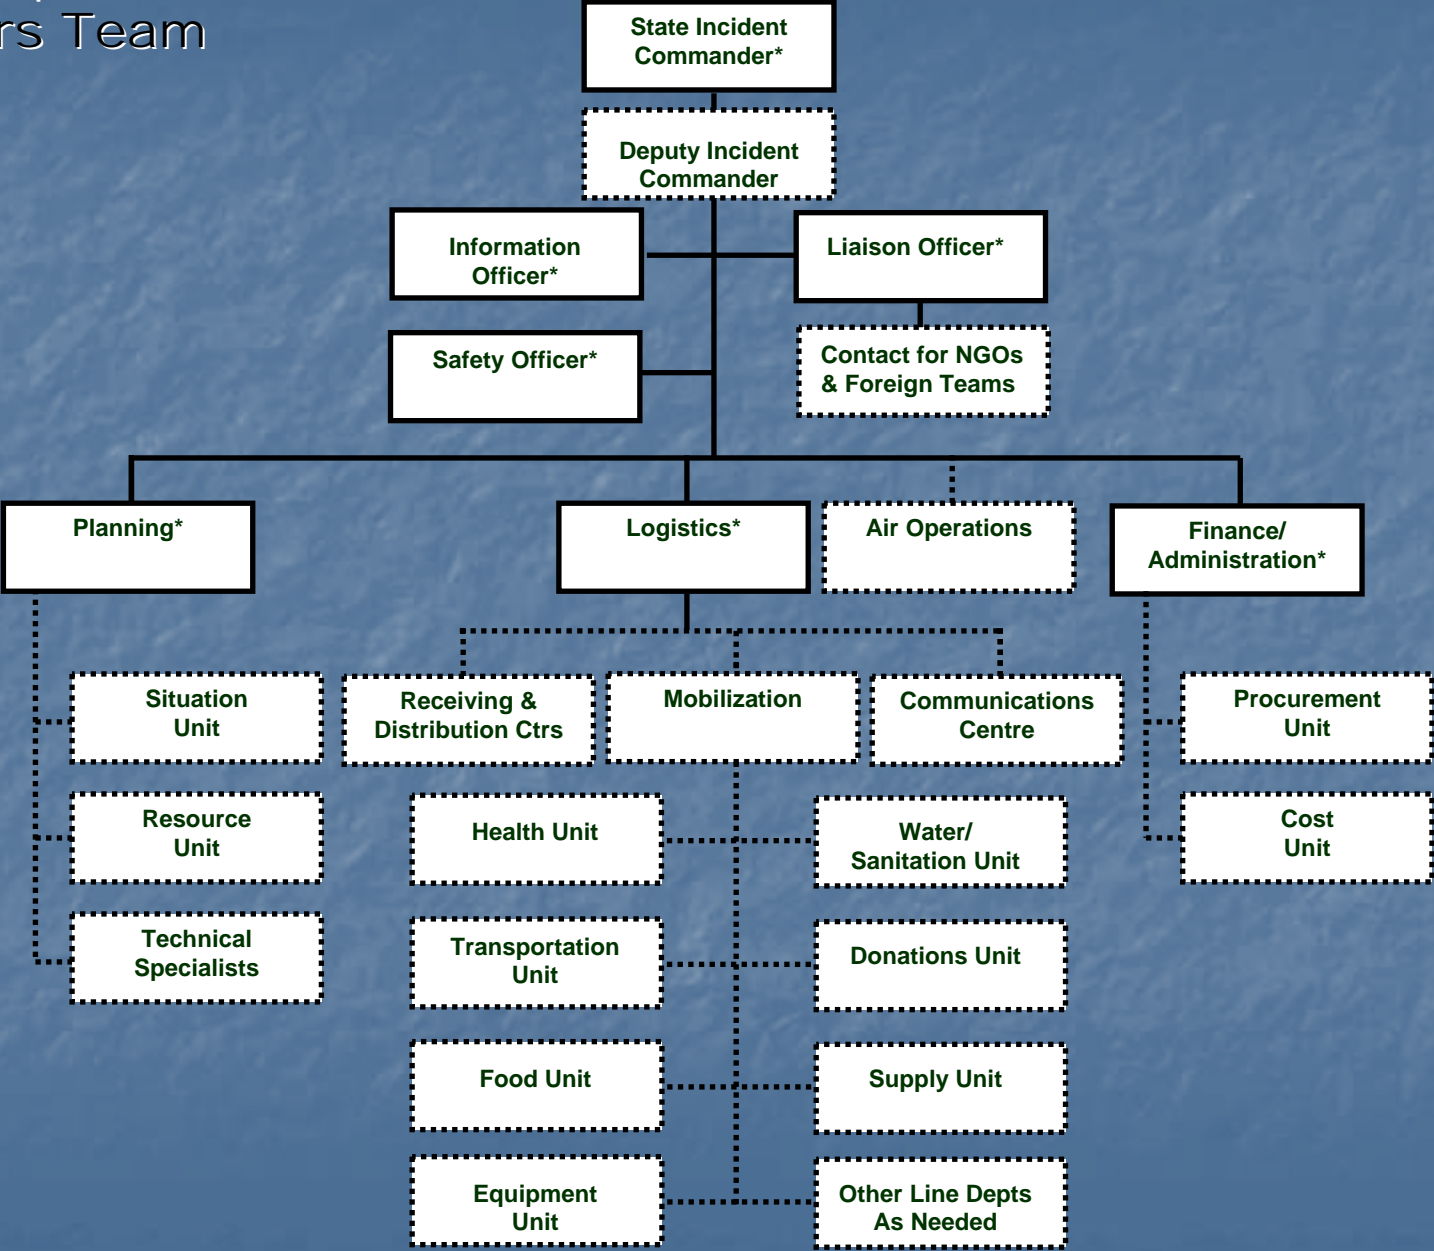 Team
State Incident
Commander*
Deputy Incident
Commander
Information
Officer*
Liaison Officer*
Safety Officer*
Contact for NGOs
& Foreign Teams
Planning*
Logistics*
Air Operations
Finance/
Administration*
Situation
Unit
Receiving &
Distribution Ctrs
Mobilization
Communications
Centre
Procurement
Unit
Resource
Unit
Health Unit
Water/
Sanitation Unit
Cost
Unit
Technical
Specialists
Transportation
Unit
Donations Unit
Food Unit
Supply Unit
Equipment
Unit
Other Line Depts
As Needed